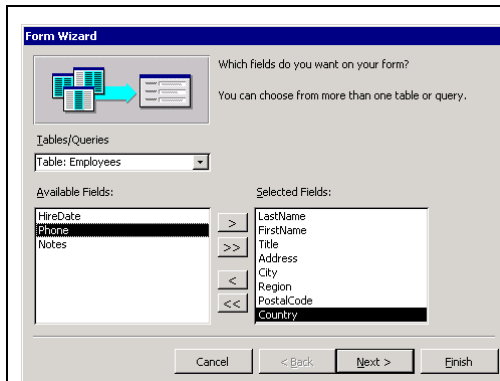 Form Wizard
Which fields do you want on your form?
You can choose from more than one table or query.
Tables/Queries
Table: Employees
Available Fields:
HireDate
Phone
Notes
>
>>
<
<<
Selected Fields:
LastName
FirstName
Title
Address
City
Region
PostalCode
Country
Cancel
< Back
Next >
Finish